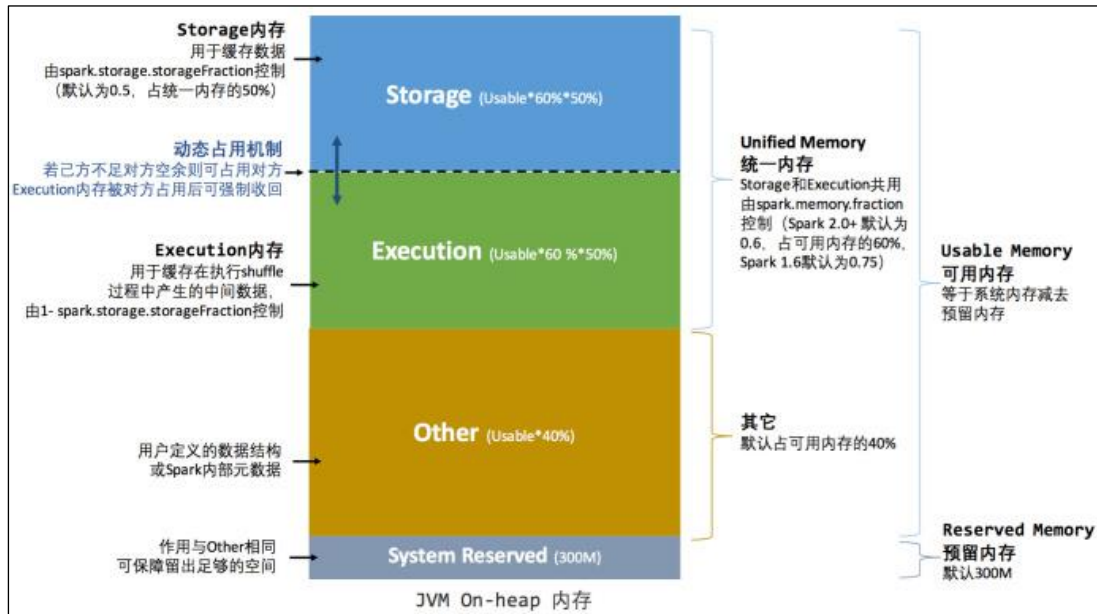 Storage内存
用于缓存数据
由spark.storage.storageFraction控制
（默认为0.5，占统一内存的50%）
动态占用机制
若己方不足对方空余则可占用对方
Execution内存被对方占用后可强制收回
Execution内存
用于缓存在执行shuffle
过程中产生的中间数据，
由1- spark.storage.storageFraction控制
用户定义的数据结构
或Spark内部元数据
作用与Other相同
可保障留出足够的空间
Storage (Usable*60%*50%)
Execution (Usable*60 %*50%)
Other (Usable*40%)
System Reserved (300M)
JVM On-heap 内存
Unified Memory
统一内存
Storage和Execution共用
由spark.memory.fraction
控制（Spark 2.0+ 默认为
0.6，占可用内存的60%，
Spark 1.6默认为0.75）
其它
默认占可用内存的40%
Usable Memory
可用内存
等于系统内存减去
预留内存
Reserved Memory
预留内存
默认300M